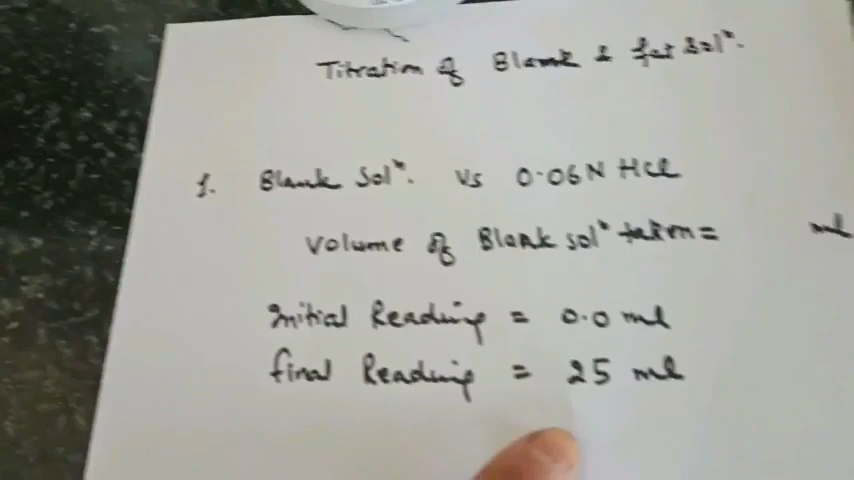 Titration of Blank & fat Solⁿ.
1. Blank Solⁿ. Vs 0.06N HCl
Volume of Blank solⁿ taken = ml
Initial Reading = 0.0 ml
final Reading = 25 ml